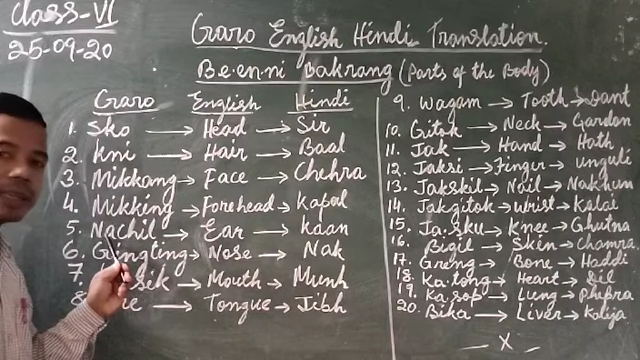 Class-VI
25-09-20
Garo English Hindi Translation.
Be.en.ni Bakrang (Parts of the Body)
Garo English Hindi
1. Sko → Head → Sir
2. Kni → Hair → Baal
3. Mikkang → Face → Chehra
4. Mikking → Forehead → Kapal
5. Nachil → Ear → Kaan
6. Gingting → Nose → Nak
7. sik → Mouth → Munh
8. e → Tongue → Jibh
9. Wagam → Tooth → Dant
10. Gitok → Neck → Gardan
11. Jak → Hand → Hath
12. Jaksi → Finger → Unguli
13. Jakskil → Nail → Nakhun
14. Jakgitok → Wrist → Kalai
15. Ja.sku → Knee → Ghutna
16. Bigil → Skin → Chamra
17. Greng → Bone → Haddi
18. Ka.tong → Heart → Dil
19. Ka.sop → Lung → Phephra
20. Bika → Liver → Kalija
— X —